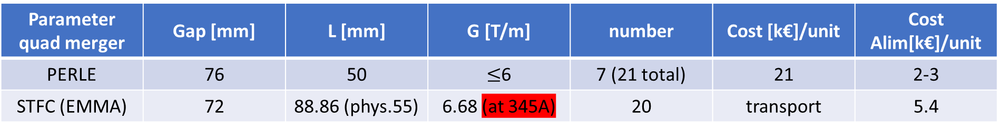 Parameter quad merger Gap [mm] L [mm] G [T/m] number Cost [k€]/unit Cost Alim[k€]/unit
PERLE 76 50 ≤6 7 (21 total) 21 2-3
STFC (EMMA) 72 88.86 (phys.55) 6.68 (at 345A) 20 transport 5.4